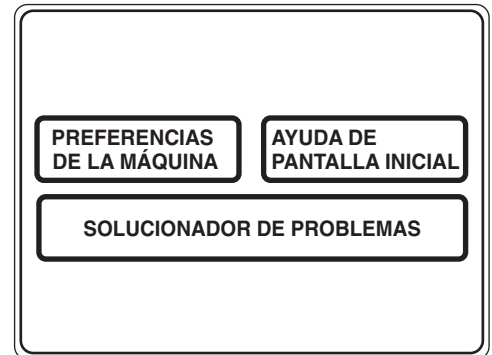 PREFERENCIAS
DE LA MÁQUINA
AYUDA DE
PANTALLA INICIAL
SOLUCIONADOR DE PROBLEMAS